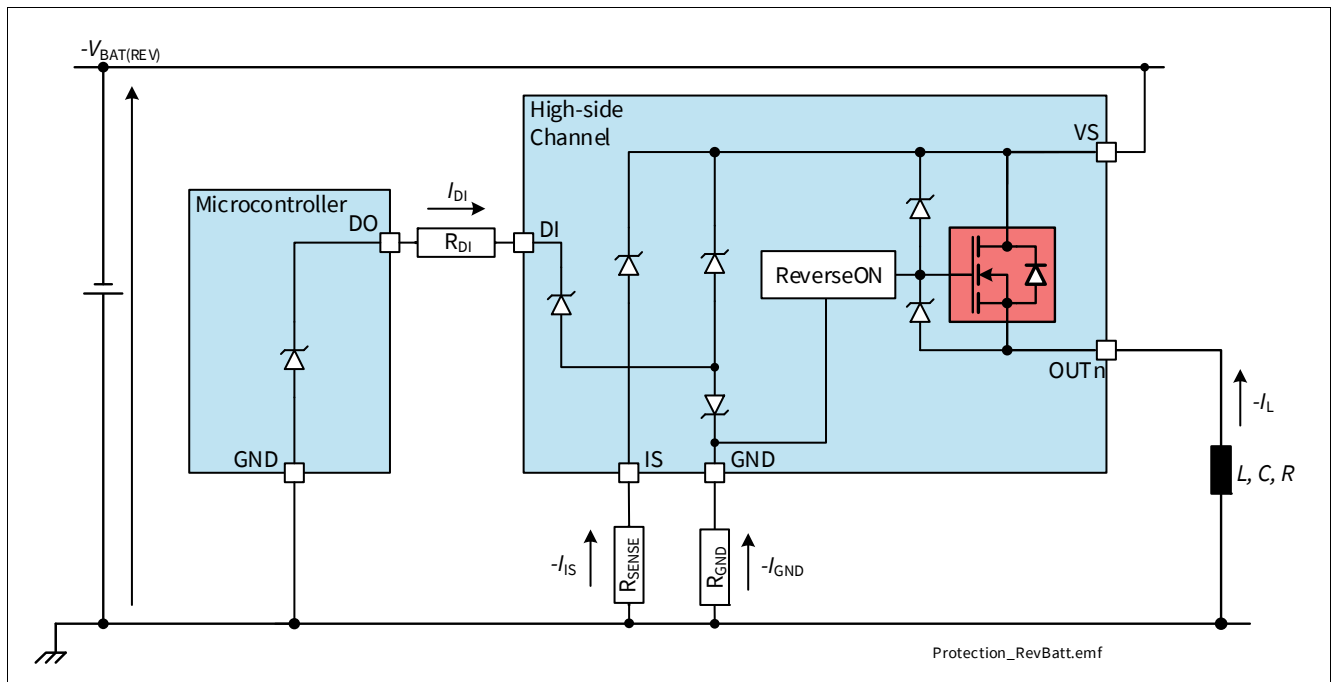 -VBAT(REV)
High-side
Channel
VS
Microcontroller
DO
IDI
RDI
DI
ReverseON
OUTn
-IL
GND
IS
GND
L, C, R
-IIS
RSENSE
RGND
-IGND
Protection_RevBatt.emf